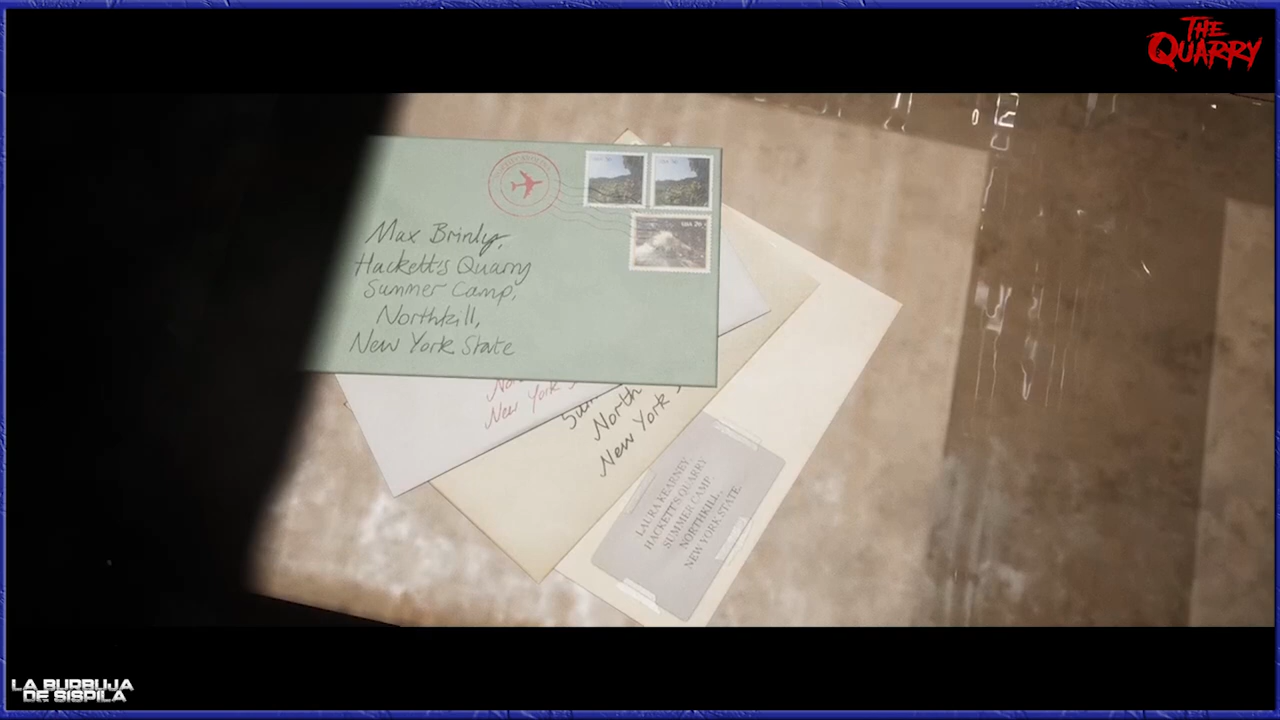 THE
QUARRY
Max Brinly,
Hackett's Quarry
Summer Camp,
Northkill,
New York State
New York
North
New York
LAURA KEARNEY,
HACKETT'S QUARRY
SUMMER CAMP
NORTHKILL,
NEW YORK STATE.
LA BURBUJA
DE SISPILA